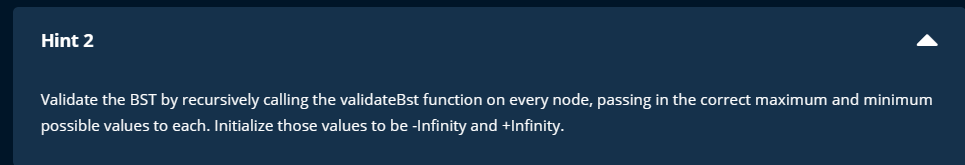 Hint 2
Validate the BST by recursively calling the validateBst function on every node, passing in the correct maximum and minimum
possible values to each. Initialize those values to be -Infinity and +Infinity.